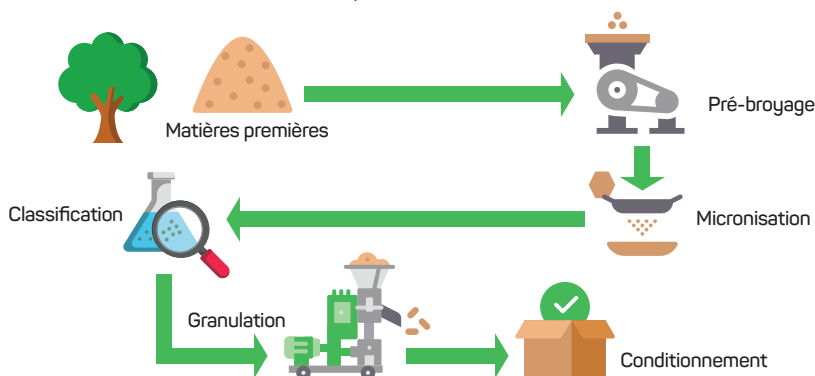 Matières premières
Pré-broyage
Classification
Micronisation
Granulation
Conditionnement